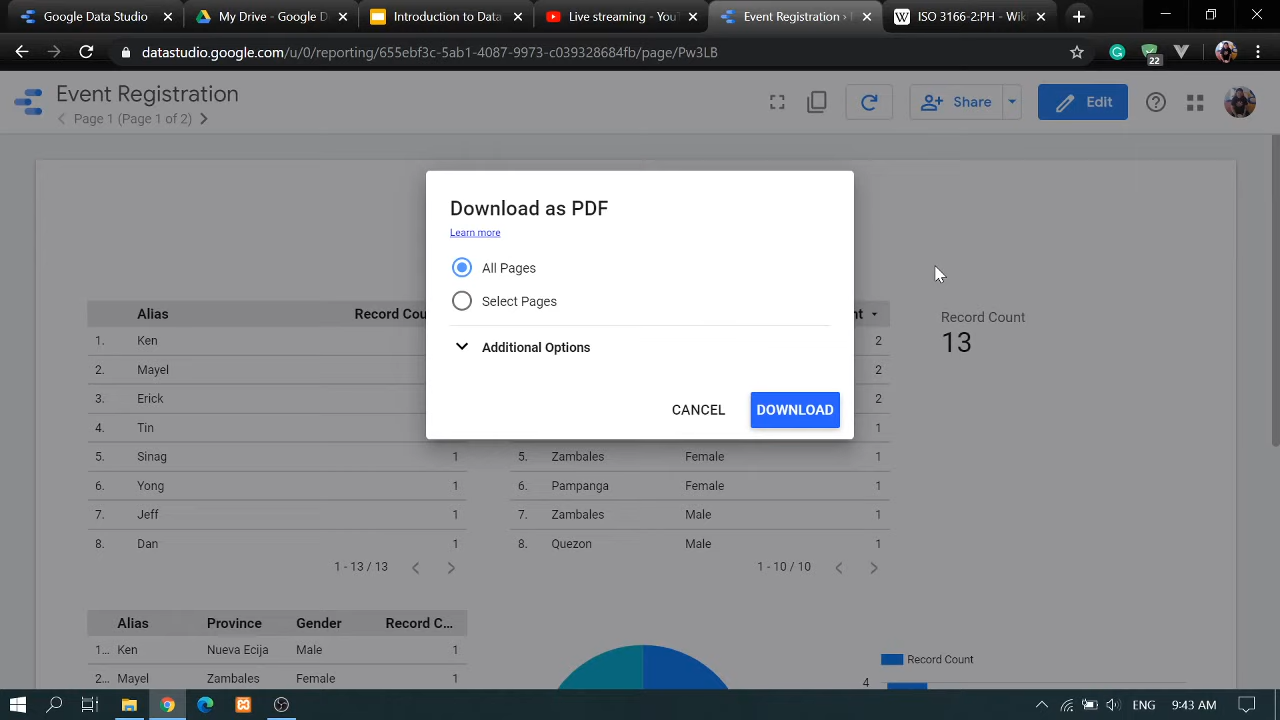 Google Data Studio
My Drive - Google D
Introduction to Data
Live streaming - YouTu
Event Registration ›
ISO 3166-2:PH - Wiki
datastudio.google.com/u/0/reporting/655ebf3c-5ab1-4087-9973-c039328684fb/page/Pw3LB
22
Event Registration
Page 1 (Page 1 of 2)
Share
Edit
Download as PDF
Learn more
All Pages
Select Pages
Additional Options
CANCEL
DOWNLOAD
Alias Record Cou
1. Ken
2. Mayel
3. Erick
4. Tin
5. Sinag 1
6. Yong 1
7. Jeff 1
8. Dan 1
1 - 13 / 13
nt
2
2
2
1
5. Zambales Female 1
6. Pampanga Female 1
7. Zambales Male 1
8. Quezon Male 1
1 - 10 / 10
Record Count
13
Alias Province Gender Record C...
1... Ken Nueva Ecija Male 1
2... Mayel Zambales Female 1
Record Count
4
ENG
9:43 AM